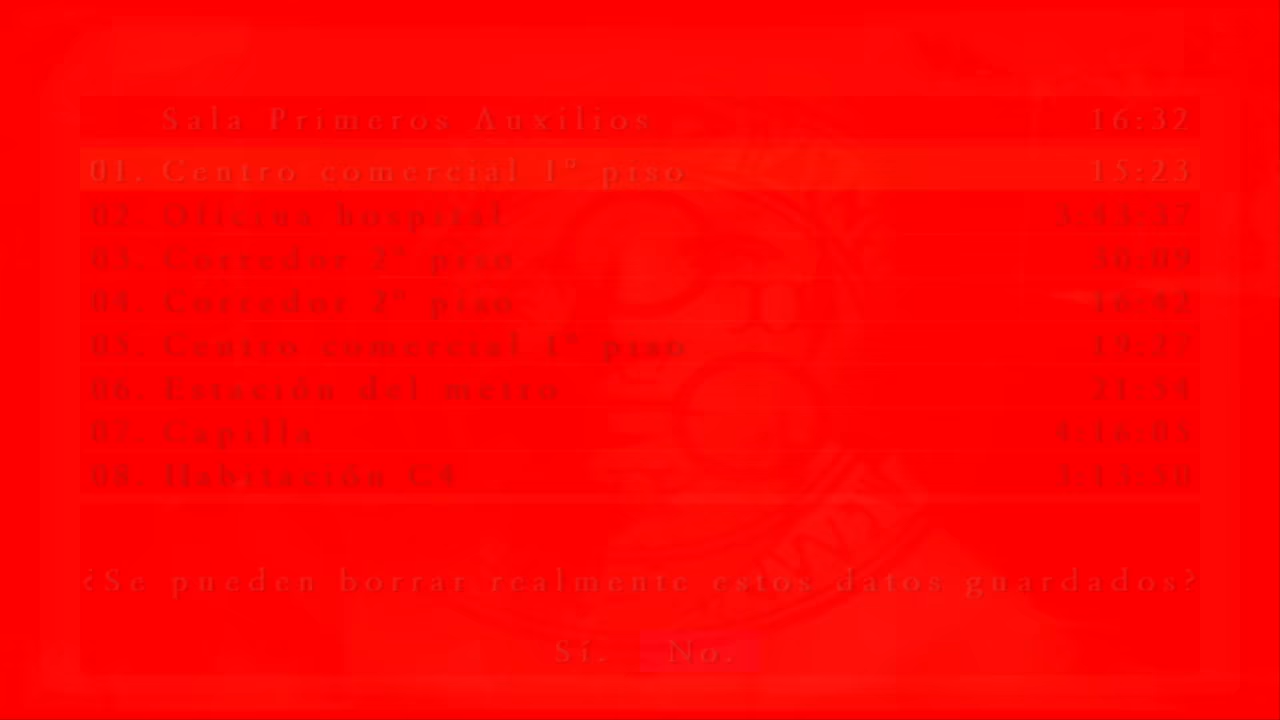 Sala Primeros Auxilios 16:32
01. Centro comercial 1° piso 15:23
02. Oficina hospital 3:43:37
03. Corredor 2° piso 30:09
04. Corredor 2° piso 16:42
05. Centro comercial 1° piso 19:27
06. Estación del metro 21:54
07. Capilla 4:16:05
08. Habitación C4 3:13:50
¿Se pueden borrar realmente estos datos guardados?
Sí. No.